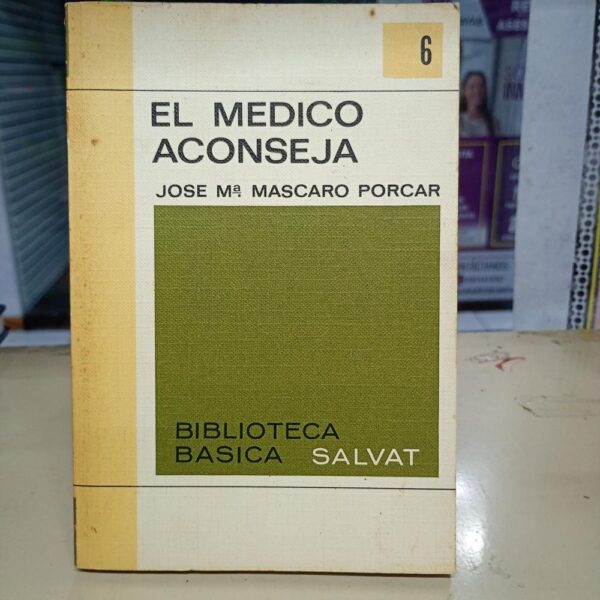 6
EL MEDICO
ACONSEJA
JOSE Mª MASCARO PORCAR
BIBLIOTECA
BASICA SALVAT